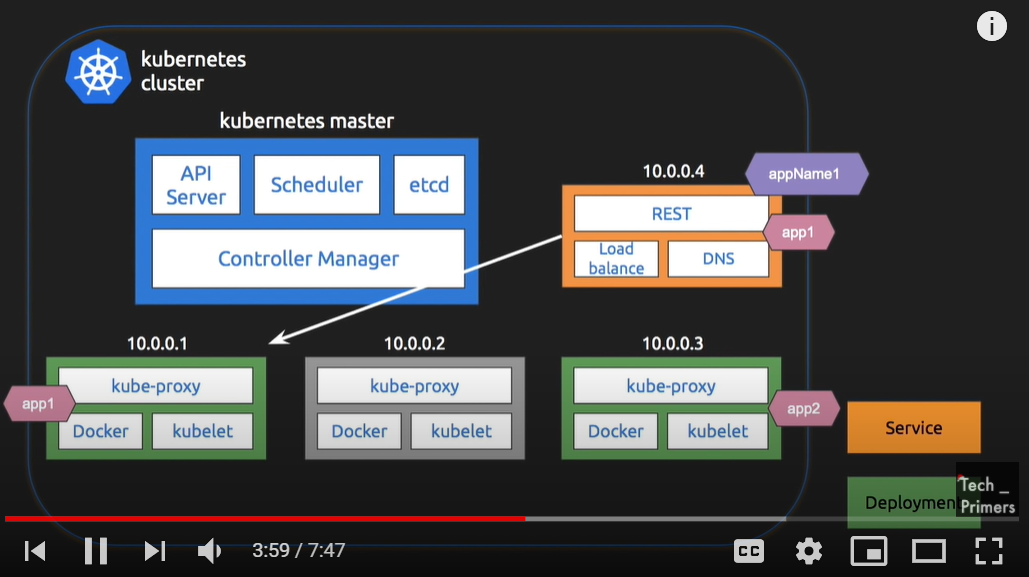 i
kubernetes
cluster
kubernetes master
API
Server
Scheduler
etcd
Controller Manager
10.0.0.4
appName1
REST
app1
Load
balance
DNS
10.0.0.1
kube-proxy
app1
Docker
kubelet
10.0.0.2
kube-proxy
Docker
kubelet
10.0.0.3
kube-proxy
app2
Docker
kubelet
Service
Deployment
Tech _
Primers
3:59 / 7:47
CC